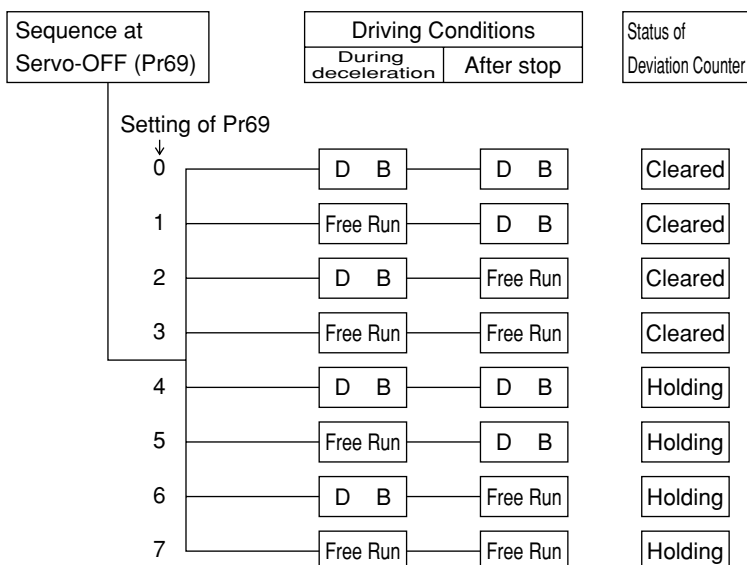 Sequence at
Servo-OFF (Pr69)
Driving Conditions
During
deceleration
After stop
Status of
Deviation Counter
Setting of Pr69
0 D B D B Cleared
1 Free Run D B Cleared
2 D B Free Run Cleared
3 Free Run Free Run Cleared
4 D B D B Holding
5 Free Run D B Holding
6 D B Free Run Holding
7 Free Run Free Run Holding